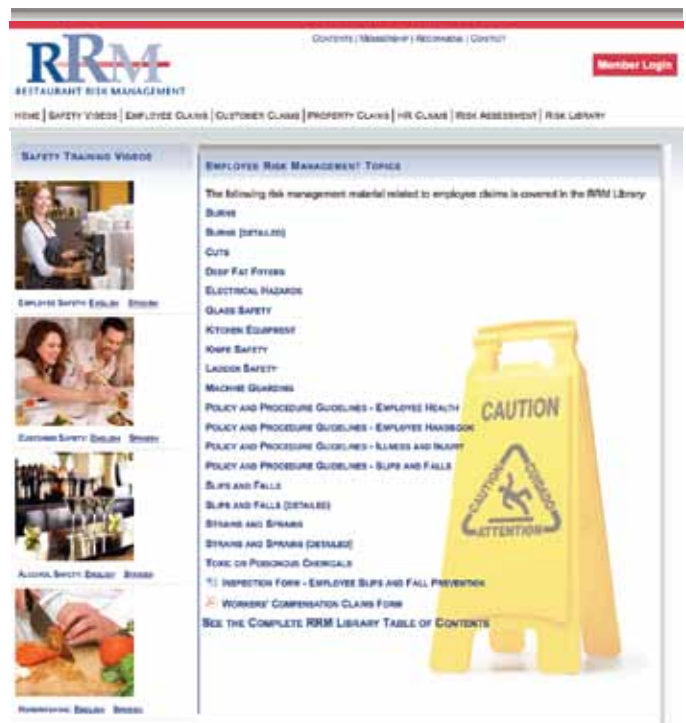 CONTENTS | MEMBERSHIP | RECOMMEND | CONTACT
RRM
RESTAURANT RISK MANAGEMENT
Member Login
HOME | SAFETY VIDEOS | EMPLOYEE CLAIMS | CUSTOMER CLAIMS | PROPERTY CLAIMS | HR CLAIMS | RISK ASSESSMENT | RISK LIBRARY
SAFETY TRAINING VIDEOS
EMPLOYEE SAFETY: ENGLISH SPANISH
CUSTOMER SAFETY: ENGLISH SPANISH
ALCOHOL SAFETY: ENGLISH SPANISH
ENGLISH SPANISH
EMPLOYEE RISK MANAGEMENT TOPICS
The following risk management material related to employee claims is covered in the RRM Library
BURNS
BURNS (DETAILED)
CUTS
DEEP FAT FRYERS
ELECTRICAL HAZARDS
GLASS SAFETY
KITCHEN EQUIPMENT
KNIFE SAFETY
LADDER SAFETY
MACHINE GUARDING
POLICY AND PROCEDURE GUIDELINES - EMPLOYEE HEALTH
POLICY AND PROCEDURE GUIDELINES - EMPLOYEE HANDBOOK
POLICY AND PROCEDURE GUIDELINES - ILLNESS AND INJURY
POLICY AND PROCEDURE GUIDELINES - SLIPS AND FALLS
SLIPS AND FALLS
SLIPS AND FALLS (DETAILED)
STRAINS AND SPRAINS
STRAINS AND SPRAINS (DETAILED)
TOXIC OR POISONOUS CHEMICALS
INSPECTION FORM - EMPLOYEE SLIPS AND FALL PREVENTION
WORKERS' COMPENSATION CLAIMS FORM
SEE THE COMPLETE RRM LIBRARY TABLE OF CONTENTS
CAUTION
CAUTION
CUIDADO
ATTENTION